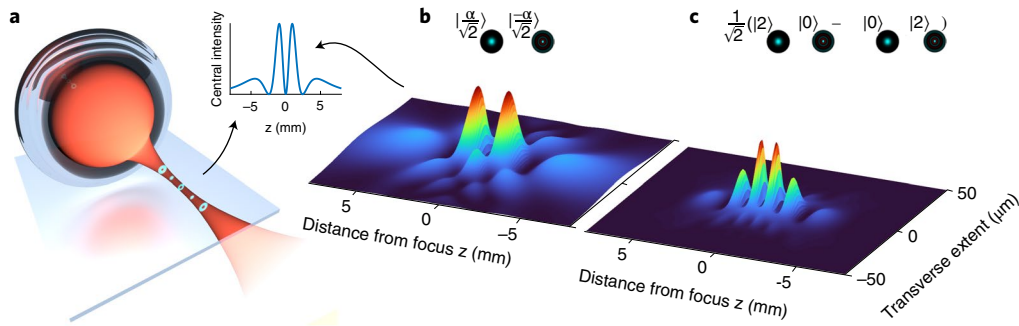 a
Central intensity
−5 0 5
z (mm)
b
|α/√2⟩ |−α/√2⟩
5 0 −5
Distance from focus z (mm)
c
1/√2(|2⟩ |0⟩ − |0⟩ |2⟩)
5 0 −5
Distance from focus z (mm)
50
0
−50
Transverse extent (μm)